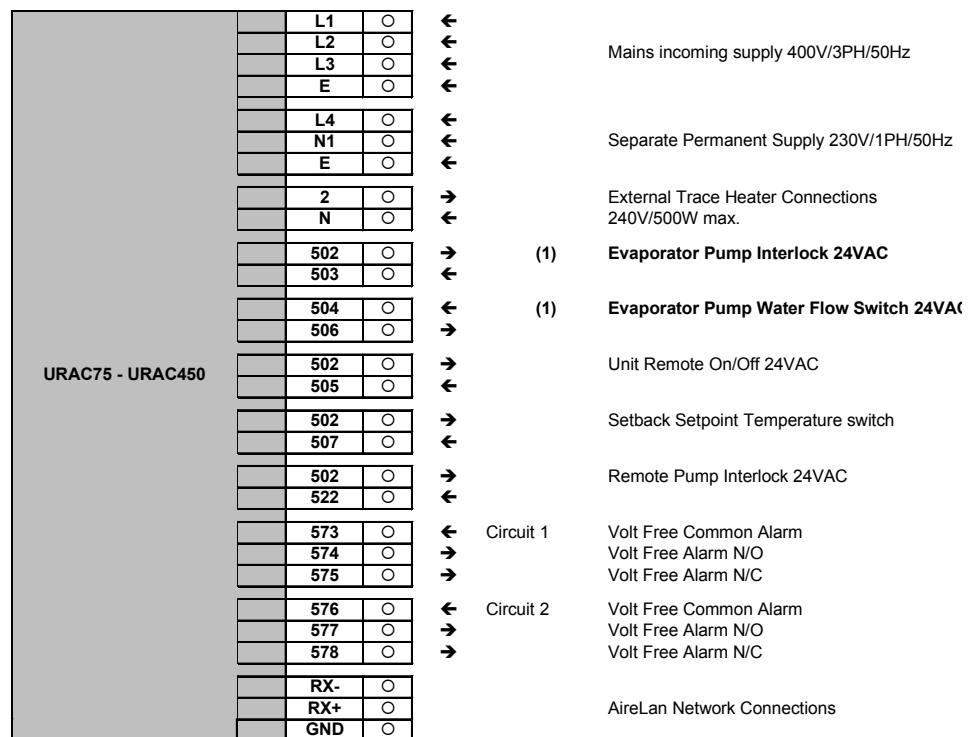 L1
L2
Mains incoming supply 400V/3PH/50Hz
L3
E
L4
N1 Separate Permanent Supply 230V/1PH/50Hz
E
2 → External Trace Heater Connections
N ← 240V/500W max.
502 → (1) Evaporator Pump Interlock 24VAC
503 ←
504 ← (1) Evaporator Pump Water Flow Switch 24VAC
506 →
URAC75 - URAC450
502 → Unit Remote On/Off 24VAC
505 ←
502 → Setback Setpoint Temperature switch
507 ←
502 → Remote Pump Interlock 24VAC
522 ←
573 ← Circuit 1 Volt Free Common Alarm
574 → Volt Free Alarm N/O
575 → Volt Free Alarm N/C
576 ← Circuit 2 Volt Free Common Alarm
577 → Volt Free Alarm N/O
578 → Volt Free Alarm N/C
RX-
RX+ AireLan Network Connections
GND